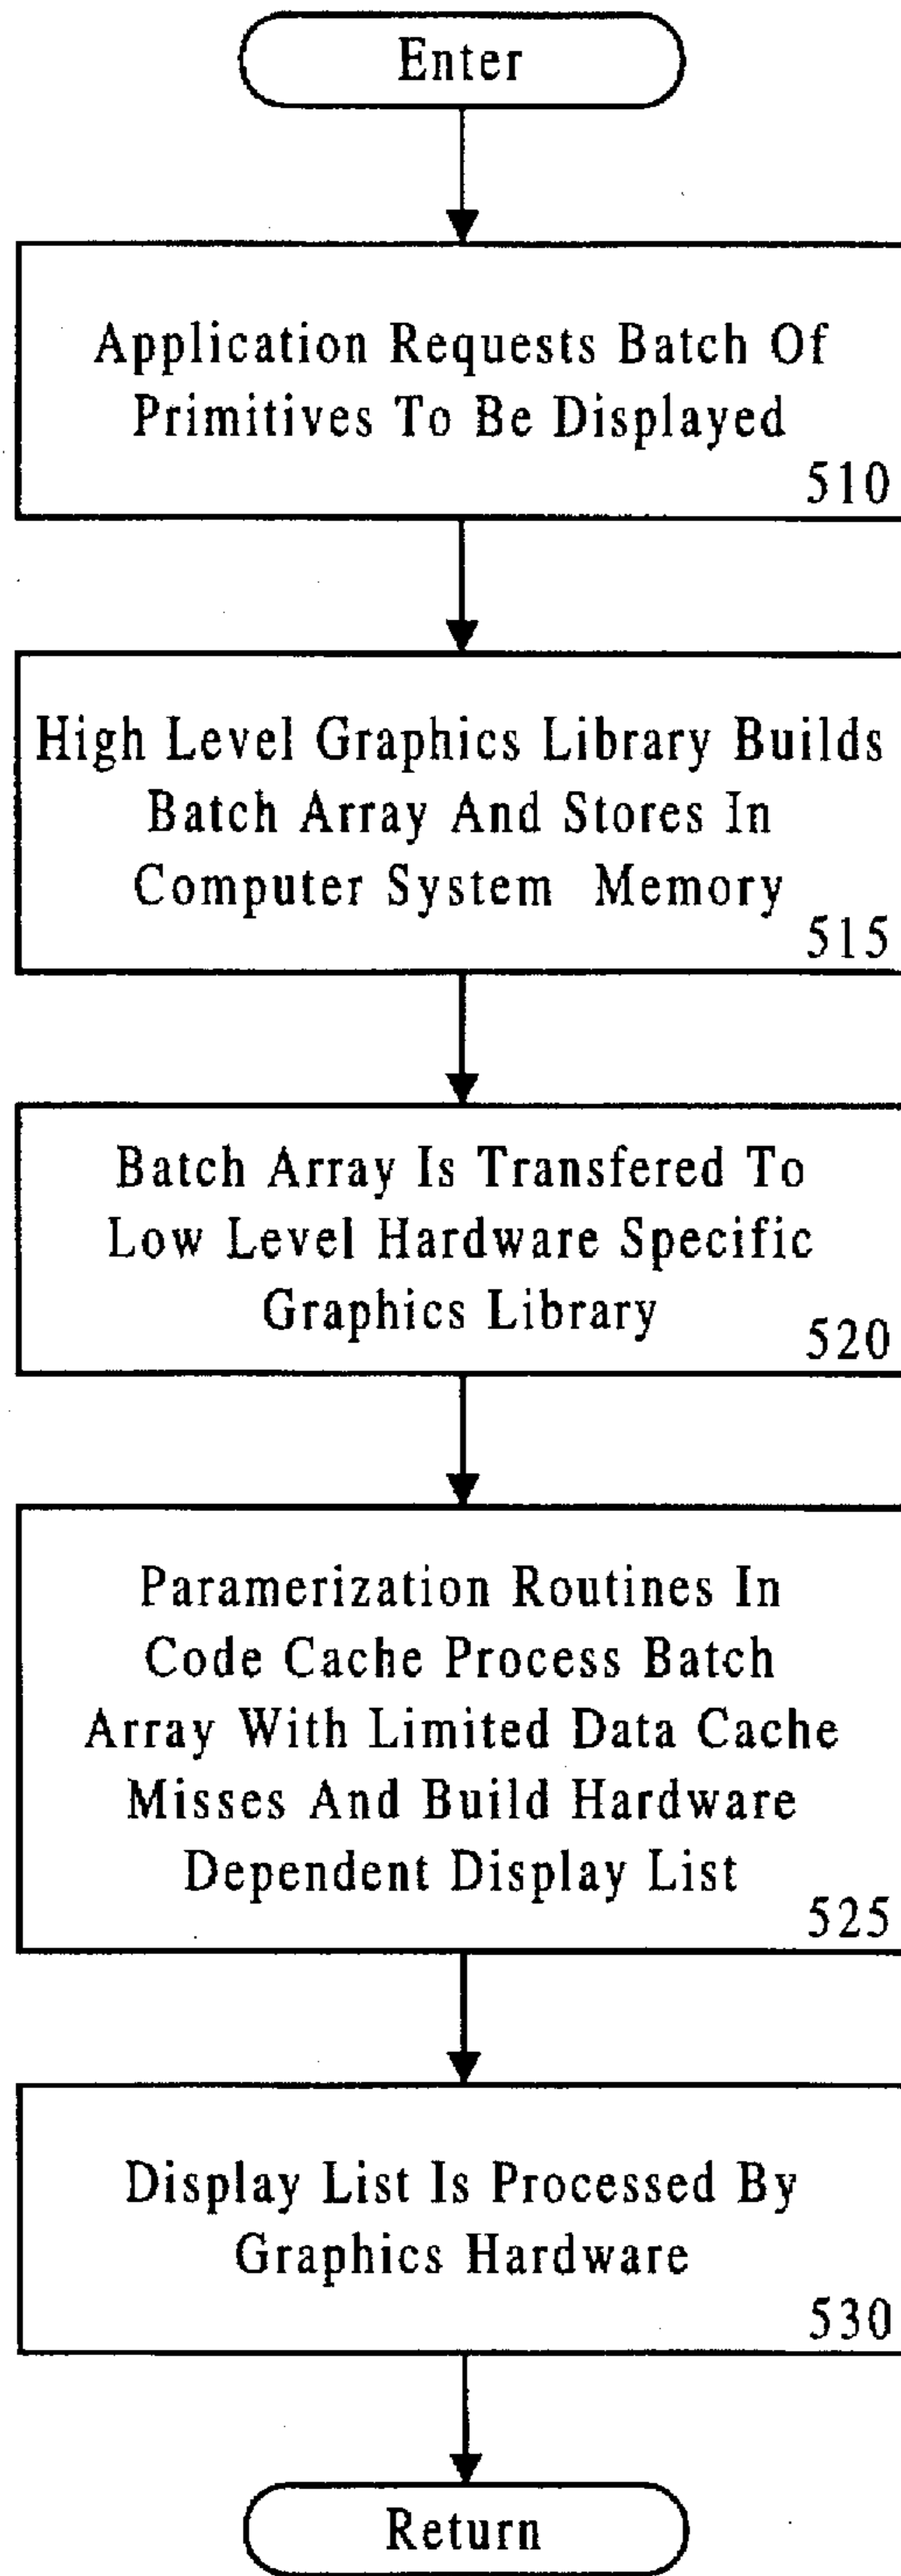 Enter
Application Requests Batch Of
Primitives To Be Displayed
510
High Level Graphics Library Builds
Batch Array And Stores In
Computer System Memory
515
Batch Array Is Transfered To
Low Level Hardware Specific
Graphics Library
520
Paramerization Routines In
Code Cache Process Batch
Array With Limited Data Cache
Misses And Build Hardware
Dependent Display List
525
Display List Is Processed By
Graphics Hardware
530
Return